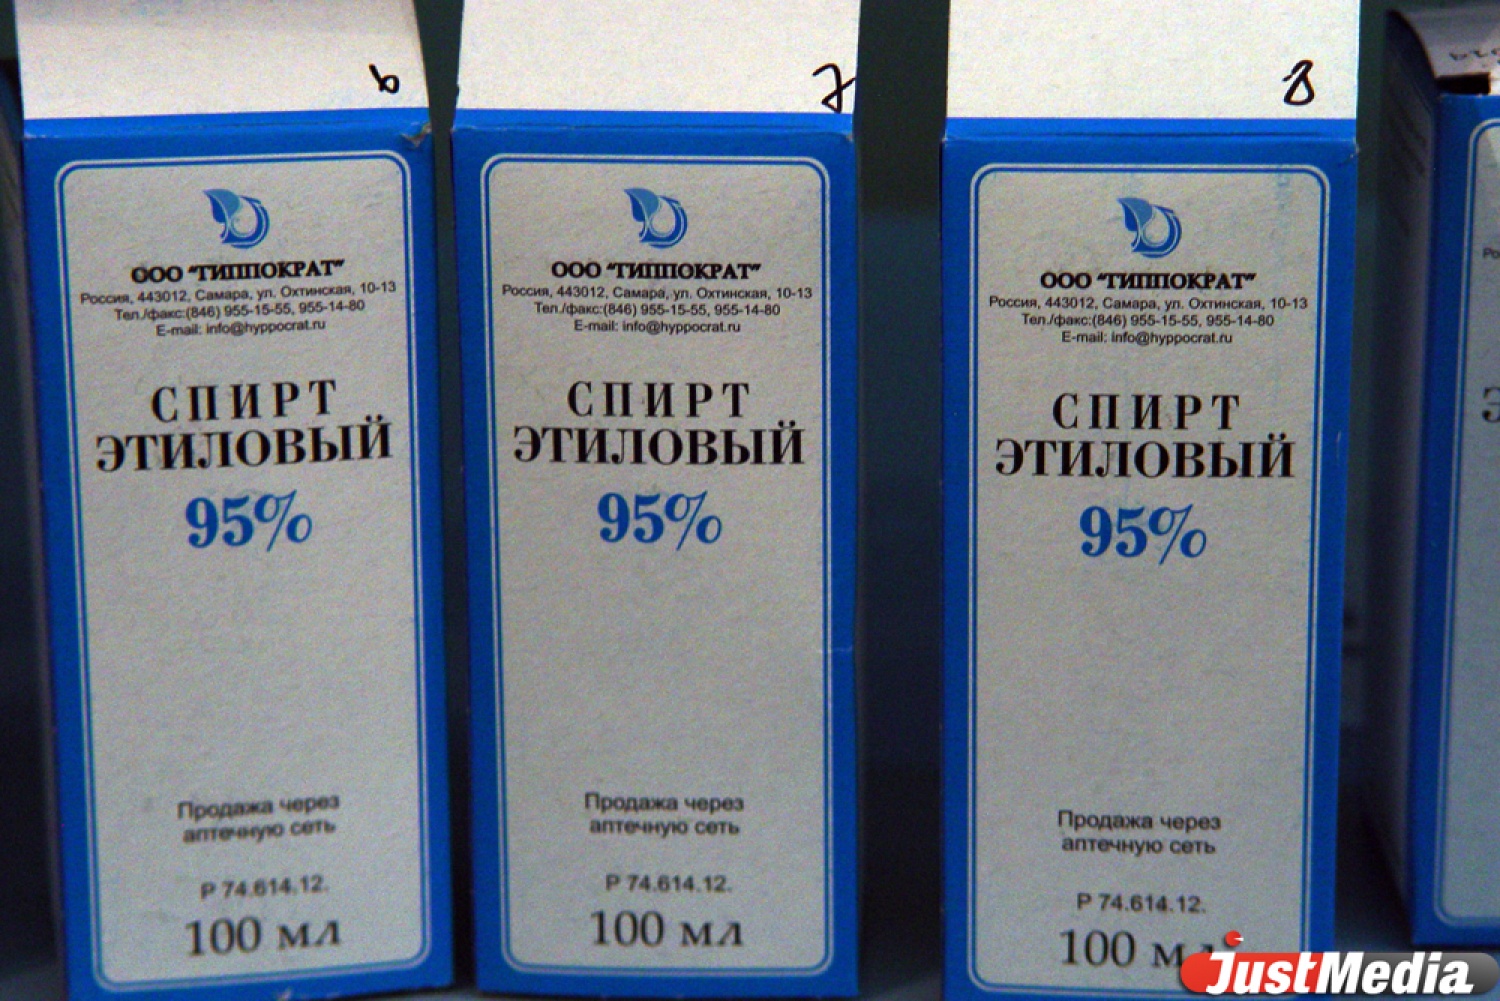 6
ООО "ГИППОКРАТ"
Россия, 443012, Самара, ул. Охтинская, 10-13
Тел./факс:(846) 955-15-55, 955-14-80
E-mail: info@hyppocrat.ru
СПИРТ
ЭТИЛОВЫЙ
95%
Продажа через
аптечную сеть
Р 74.614.12.
100 мл
7
ООО "ГИППОКРАТ"
Россия, 443012, Самара, ул. Охтинская, 10-13
Тел./факс:(846) 955-15-55, 955-14-80
E-mail: info@hyppocrat.ru
СПИРТ
ЭТИЛОВЫЙ
95%
Продажа через
аптечную сеть
Р 74.614.12.
100 мл
8
ООО "ГИППОКРАТ"
Россия, 443012, Самара, ул. Охтинская, 10-13
Тел./факс:(846) 955-15-55, 955-14-80
E-mail: info@hyppocrat.ru
СПИРТ
ЭТИЛОВЫЙ
95%
Продажа через
аптечную сеть
Р 74.614.12.
100 м
JustMedia